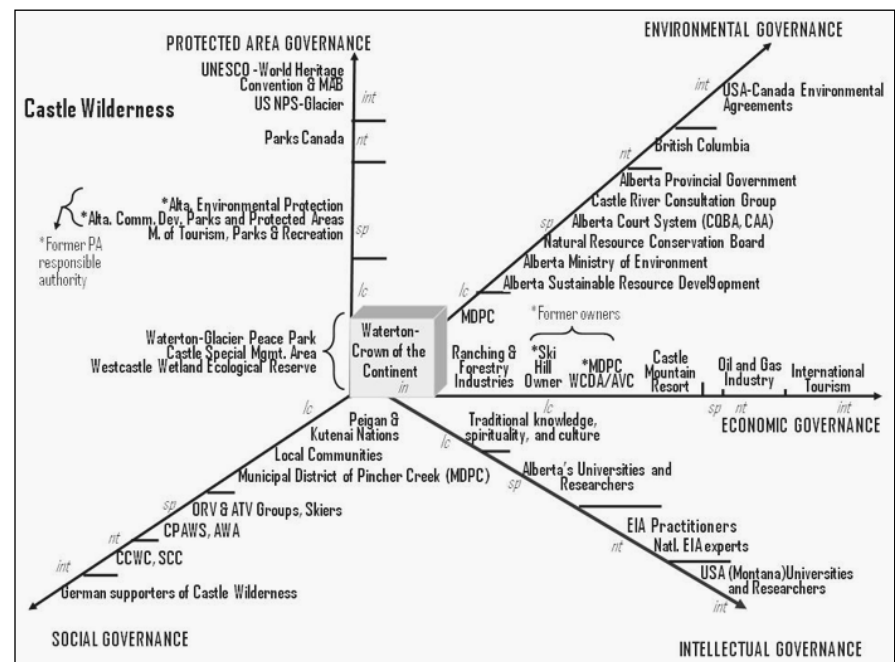 PROTECTED AREA GOVERNANCE
UNESCO -World Heritage
Convention & MAB
US NPS-Glacier
int
Castle Wilderness
Parks Canada
nt
*Alta. Environmental Protection
*Alta. Comm. Dev. Parks and Protected Areas
M. of Tourism, Parks & Recreation
sp
*Former PA
responsible
authority
lc
ENVIRONMENTAL GOVERNANCE
int
USA-Canada Environmental
Agreements
British Columbia
nt
Alberta Provincial Government
Castle River Consultation Group
sp
Alberta Court System (CQBA, CAA)
Natural Resource Conservation Board
Alberta Ministry of Environment
Alberta Sustainable Resource Devel9opment
lc
MDPC
Waterton-Glacier Peace Park
Castle Special Mgmt. Area
Westcastle Wetland Ecological Reserve
Waterton-
Crown of the
Continent
in
*Former owners
Ranching &
Forestry
Industries
*Ski
Hill
Owner
*MDPC
WCDA/AVC
Castle
Mountain
Resort
Oil and Gas
Industry
International
Tourism
lc
sp
nt
int
ECONOMIC GOVERNANCE
lc
Peigan &
Kutenai Nations
Local Communities
Municipal District of Pincher Creek (MDPC)
sp
ORV & ATV Groups, Skiers
nt
CPAWS, AWA
int
CCWC, SCC
German supporters of Castle Wilderness
SOCIAL GOVERNANCE
Traditional knowledge,
spirituality, and culture
lc
Alberta's Universities and
Researchers
sp
EIA Practitioners
nt
Natl. EIA experts
USA (Montana)Universities
and Researchers
int
INTELLECTUAL GOVERNANCE